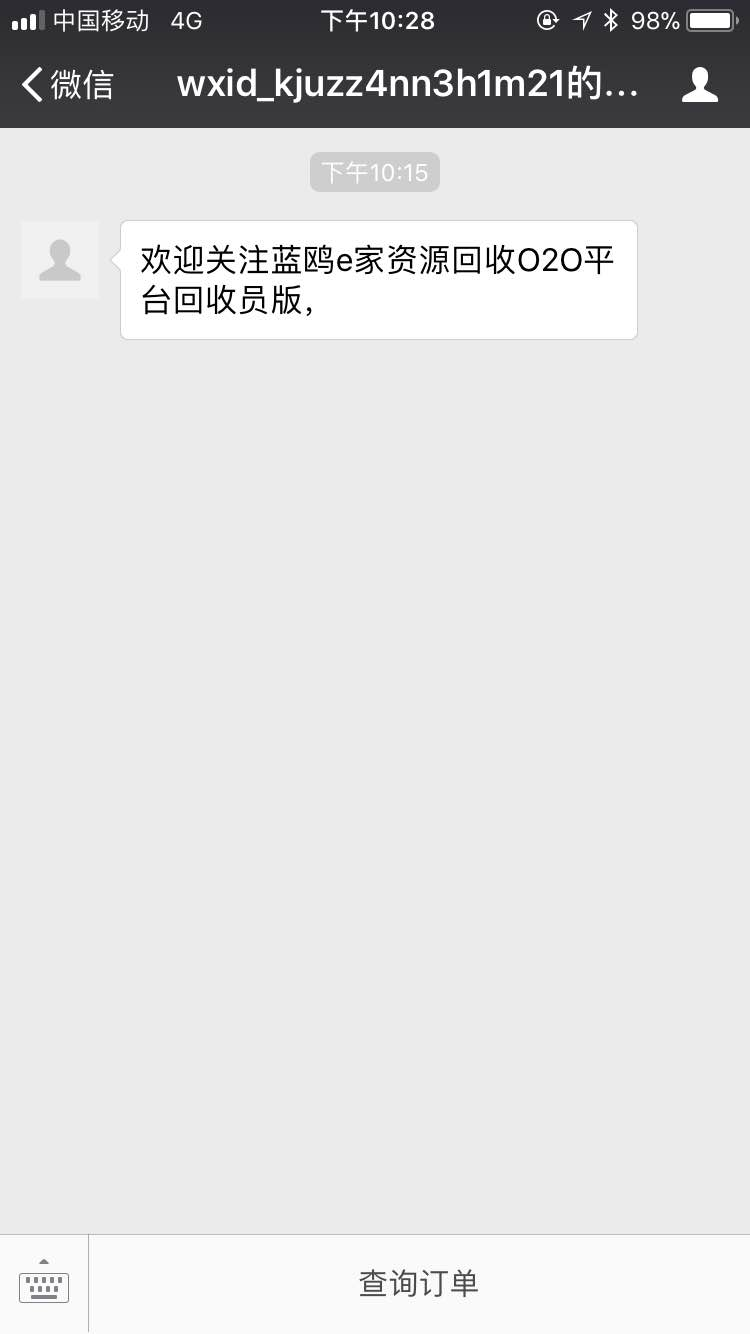 中国移动 4G 下午10:28 98%
微信 wxid_kjuzz4nn3h1m21的...
下午10:15
欢迎关注蓝鸥e家资源回收O2O平
台回收员版,
查询订单